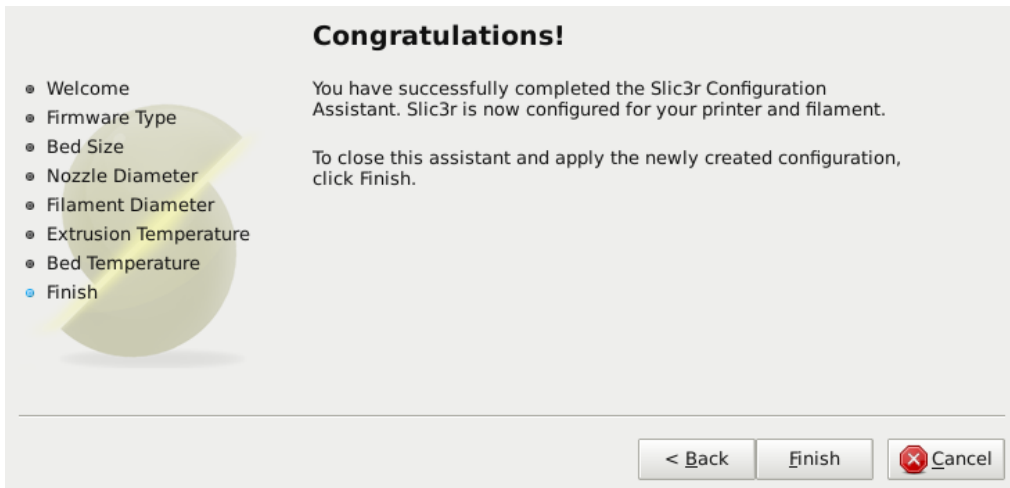 Congratulations!
Welcome
Firmware Type
Bed Size
Nozzle Diameter
Filament Diameter
Extrusion Temperature
Bed Temperature
Finish
You have successfully completed the Slic3r Configuration
Assistant. Slic3r is now configured for your printer and filament.
To close this assistant and apply the newly created configuration,
click Finish.
< Back
Finish
Cancel